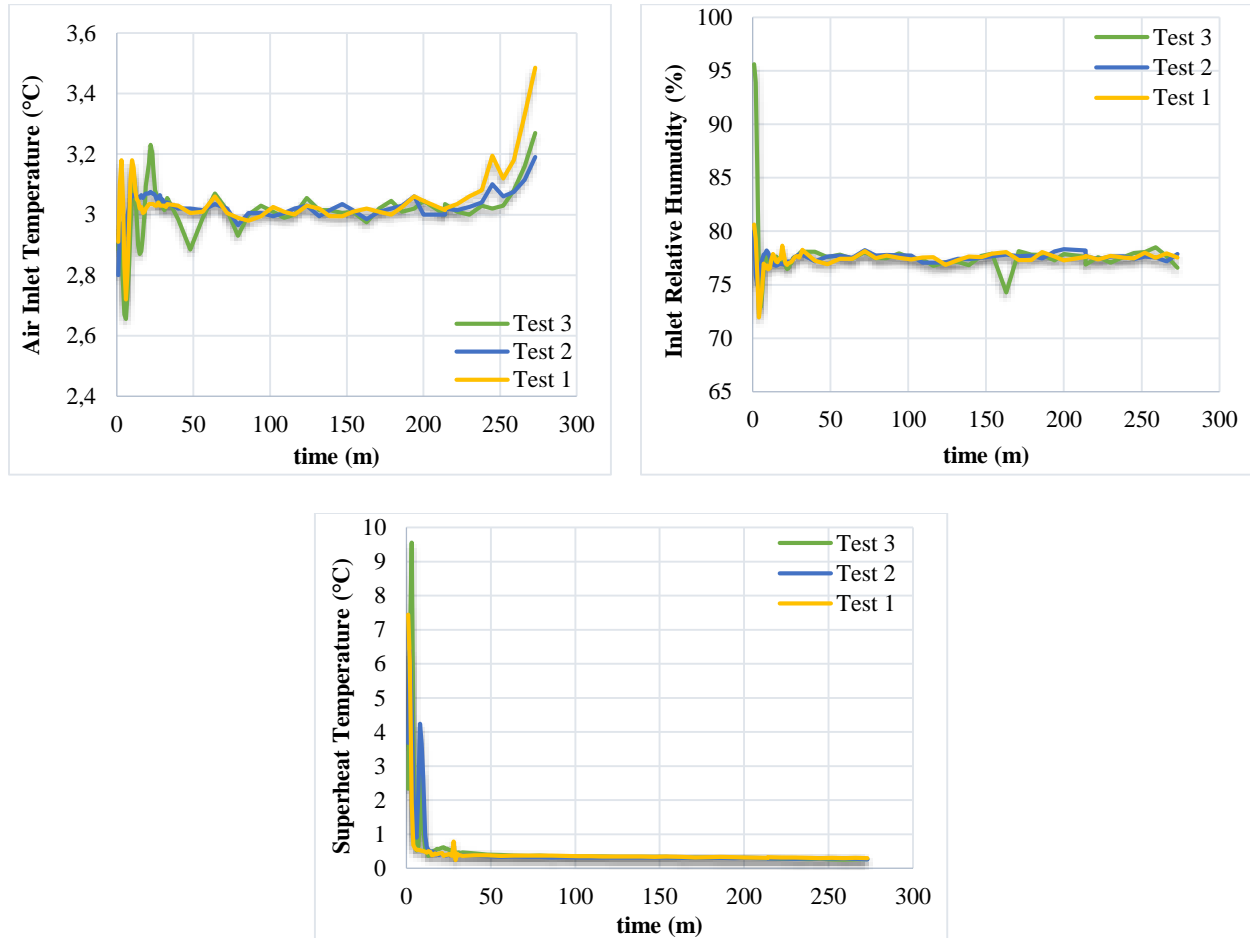 Air Inlet Temperature (°C)
3,6
3,4
3,2
3
2,8
2,6
2,4
Test 3
Test 2
Test 1
0 50 100 150 200 250 300
time (m)
Inlet Relative Humudity (%)
100
95
90
85
80
75
70
65
Test 3
Test 2
Test 1
0 50 100 150 200 250 300
time (m)
Superheat Temperature (°C)
10
9
8
7
6
5
4
3
2
1
0
Test 3
Test 2
Test 1
0 50 100 150 200 250 300
time (m)